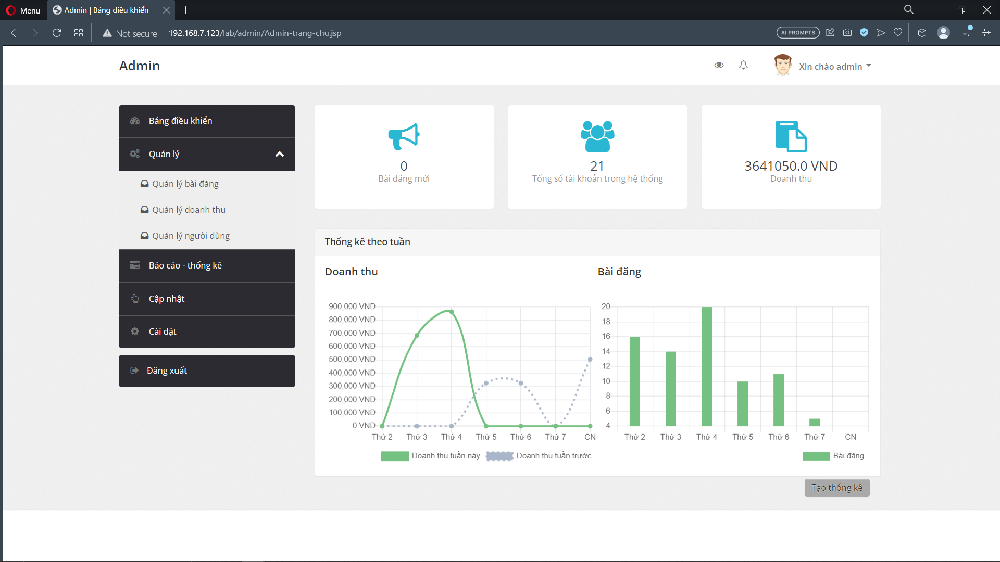 Menu
Admin | Bảng điều khiển
Not secure
192.168.7.123/lab/admin/Admin-trang-chu.jsp
AI PROMPTS
Admin
Xin chào admin
Bảng điều khiển
Quản lý
Quản lý bài đăng
Quản lý doanh thu
Quản lý người dùng
Báo cáo - thống kê
Cập nhật
Cài đặt
Đăng xuất
0
Bài đăng mới
21
Tổng số tài khoản trong hệ thống
3641050.0 VND
Doanh thu
Thống kê theo tuần
Doanh thu
900,000 VND
800,000 VND
700,000 VND
600,000 VND
500,000 VND
400,000 VND
300,000 VND
200,000 VND
100,000 VND
0 VND
Thứ 2 Thứ 3 Thứ 4 Thứ 5 Thứ 6 Thứ 7 CN
Doanh thu tuần này Doanh thu tuần trước
Bài đăng
20
18
16
14
12
10
8
6
4
Thứ 2 Thứ 3 Thứ 4 Thứ 5 Thứ 6 Thứ 7 CN
Bài đăng
Tạo thống kê